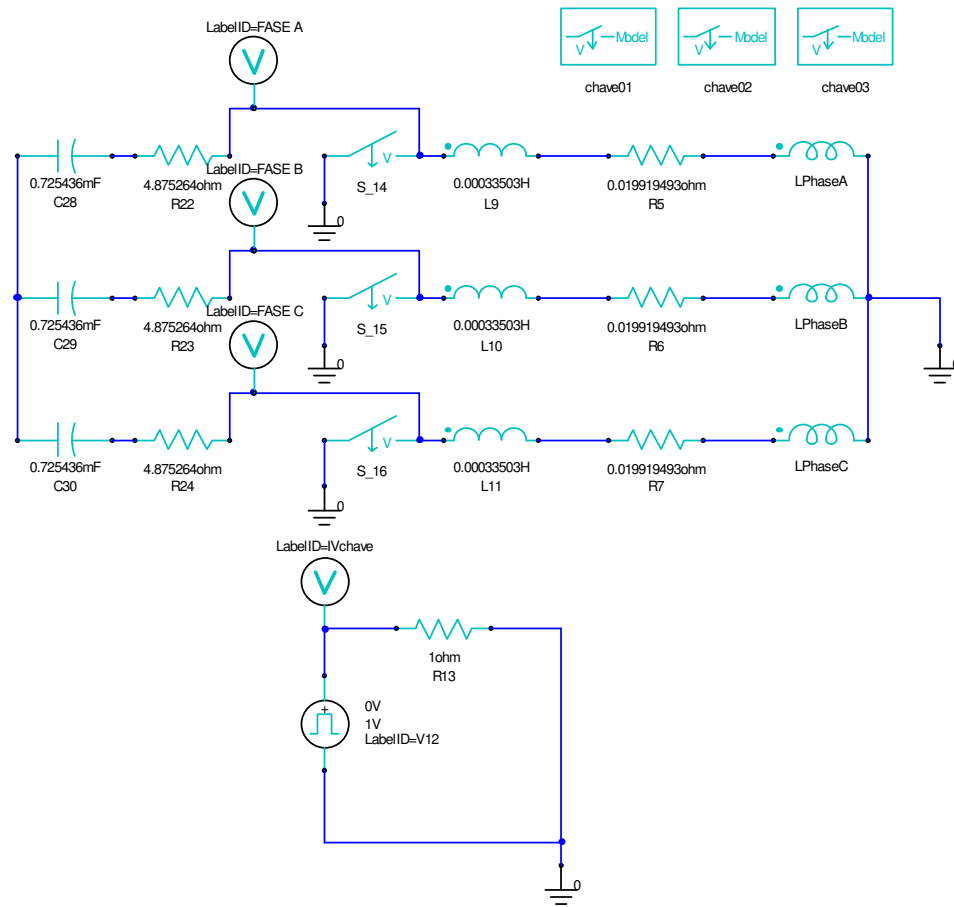 LabelID=FASE A
V
V Model
V Model
V Model
chave01
chave02
chave03
0.725436mF
C28
4.875264ohm
R22
V
S_14
0
0.00033503H
L9
0.019919493ohm
R5
LPhaseA
LabelID=FASE B
V
0.725436mF
C29
4.875264ohm
R23
V
S_15
0
0.00033503H
L10
0.019919493ohm
R6
LPhaseB
0
LabelID=FASE C
V
0.725436mF
C30
4.875264ohm
R24
V
S_16
0
0.00033503H
L11
0.019919493ohm
R7
LPhaseC
LabelID=IVchave
V
1ohm
R13
+
0V
1V
LabelID=V12
0